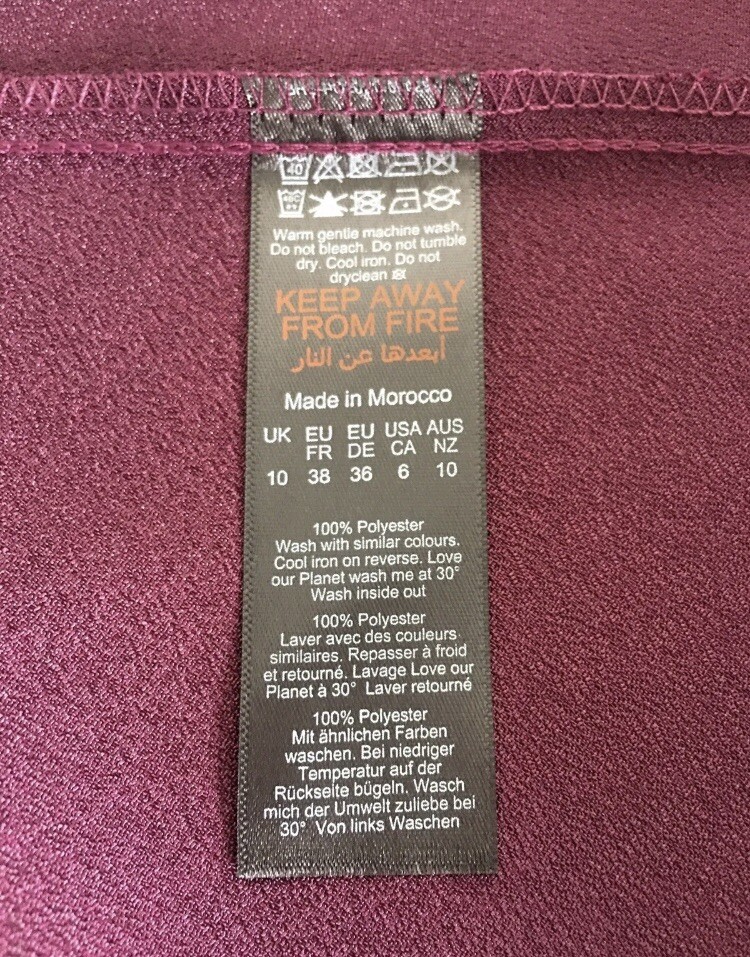 40
Warm gentle machine wash.
Do not bleach. Do not tumble
dry. Cool iron. Do not
dryclean
KEEP AWAY
FROM FIRE
أبعدها عن النار
Made in Morocco
UK EU EU USA AUS
FR DE CA NZ
10 38 36 6 10
100% Polyester
Wash with similar colours.
Cool iron on reverse. Love
our Planet wash me at 30°
Wash inside out
100% Polyester
Laver avec des couleurs
similaires. Repasser à froid
et retourné. Lavage Love our
Planet à 30° Laver retourné
100% Polyester
Mit ähnlichen Farben
waschen. Bei niedriger
Temperatur auf der
Rückseite bügeln. Wasch
mich der Umwelt zuliebe bei
30° Von links Waschen